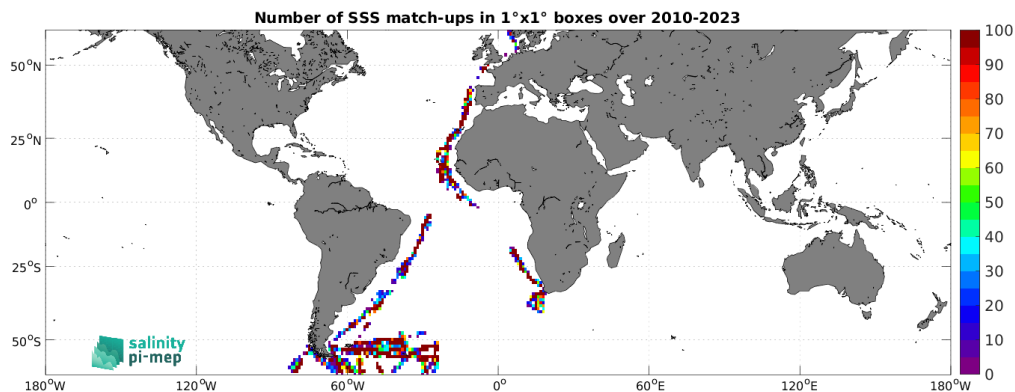 Number of SSS match-ups in 1°x1° boxes over 2010-2023
50°N
25°N
0°
25°S
50°S
180°W
120°W
60°W
0°
60°E
120°E
180°W
100
90
80
70
60
50
40
30
20
10
0
salinity
pi-mep